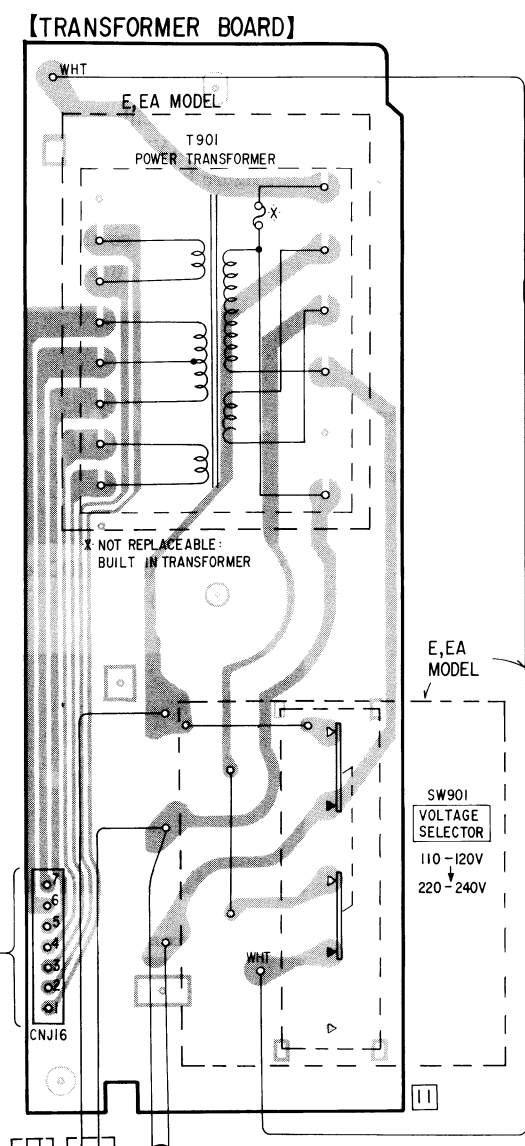 【TRANSFORMER BOARD】
WHT
E,EA MODEL
T901
POWER TRANSFORMER
※
※ NOT REPLACEABLE:
BUILT IN TRANSFORMER
E,EA
MODEL
SW901
VOLTAGE
SELECTOR
110-120V
220-240V
7
6
5
4
3
2
1
WHT
CNJ16
11